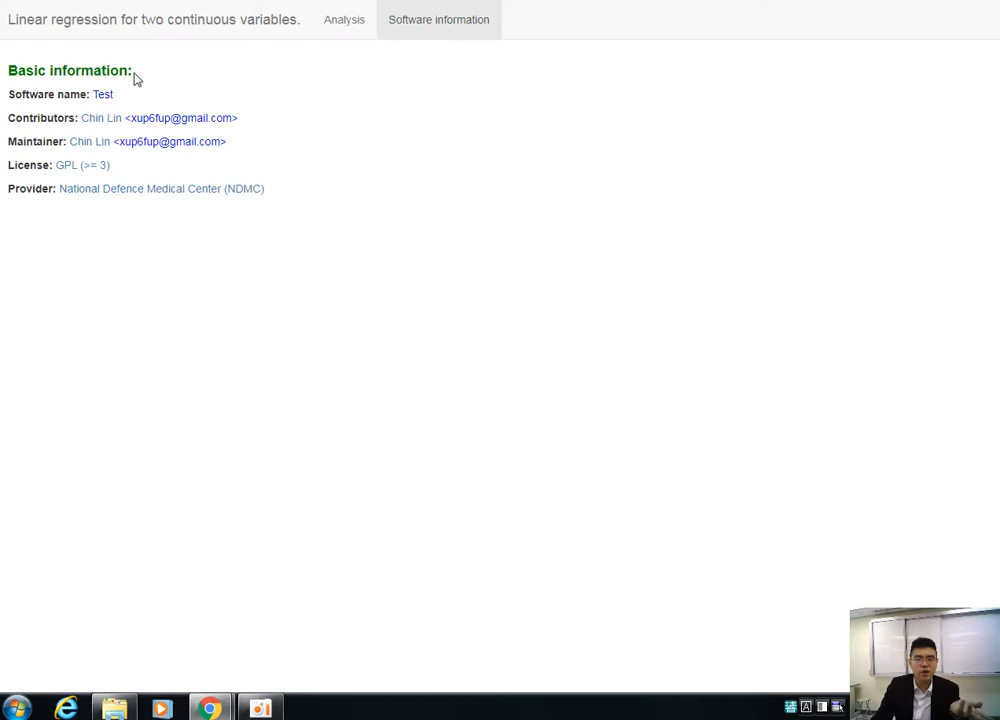 Linear regression for two continuous variables. Analysis Software information
Basic information:
Software name: Test
Contributors: Chin Lin <xup6fup@gmail.com>
Maintainer: Chin Lin <xup6fup@gmail.com>
License: GPL (>= 3)
Provider: National Defence Medical Center (NDMC)
A